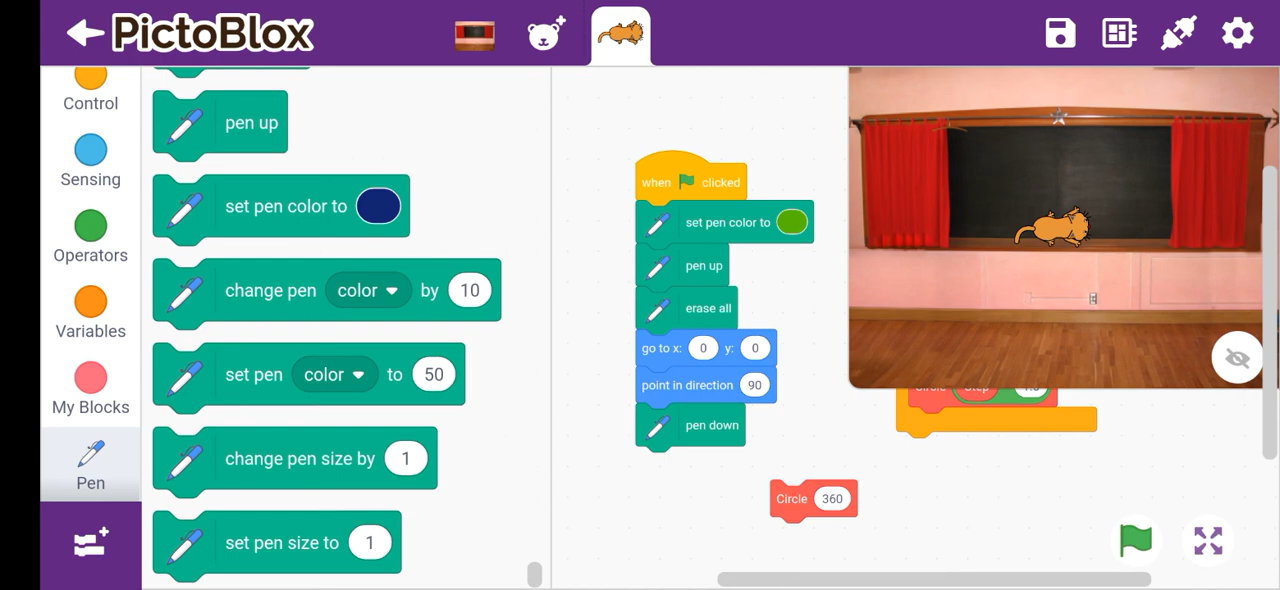 PictoBlox
Control
Sensing
Operators
Variables
My Blocks
Pen
pen up
set pen color to
change pen color by 10
set pen color to 50
change pen size by 1
set pen size to 1
when clicked
set pen color to
pen up
erase all
go to x: 0 y: 0
point in direction 90
pen down
Circle 360